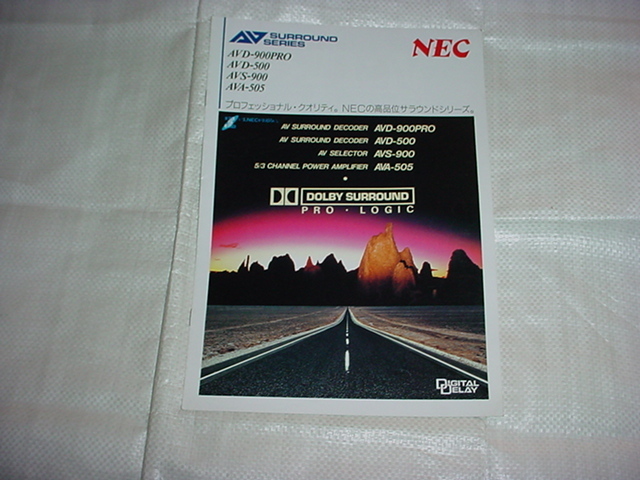 AV SURROUND
SERIES
NEC
AVD-900PRO
AVD-500
AVS-900
AVA-505
プロフェッショナル・クオリティ。NECの高品位サラウンドシリーズ。
AV SURROUND DECODER AVD-900PRO
AV SURROUND DECODER AVD-500
AV SELECTOR AVS-900
5/3 CHANNEL POWER AMPLIFIER AVA-505
DOLBY SURROUND
PRO・LOGIC
DIGITAL
DELAY